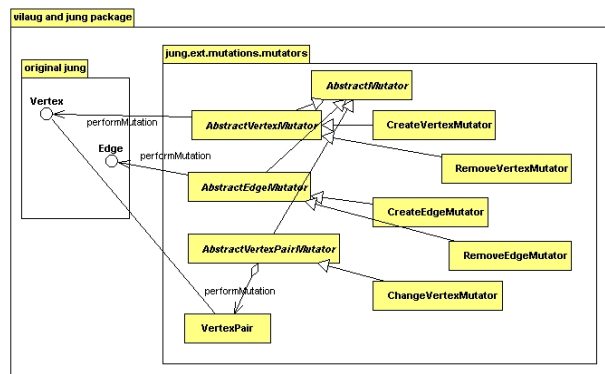 vilaug and jung package
jung.ext.mutations.mutators
original jung
AbstractMutator
Vertex
performMutation
AbstractVertexMutator
CreateVertexMutator
Edge
performMutation
RemoveVertexMutator
AbstractEdgeMutator
CreateEdgeMutator
AbstractVertexPairMutator
RemoveEdgeMutator
performMutation
ChangeVertexMutator
VertexPair